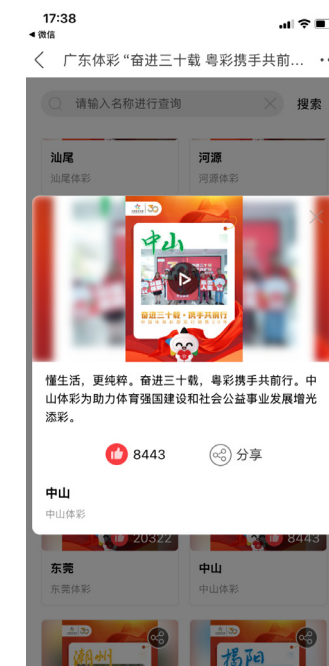 17:38
◀ 微信
广东体彩 “奋进三十载 粤彩携手共前...
请输入名称进行查询
搜索
汕尾
河源
汕尾体彩
河源体彩
30
中山
奋进三十载·携手共前行
懂生活，更纯粹。奋进三十载，粤彩携手共前行。中
山体彩为助力体育强国建设和社会公益事业发展增光
添彩。
8443
分享
中山
中山体彩
20322
8443
东莞
中山
东莞体彩
中山体彩
30
30
潮州
揭阳